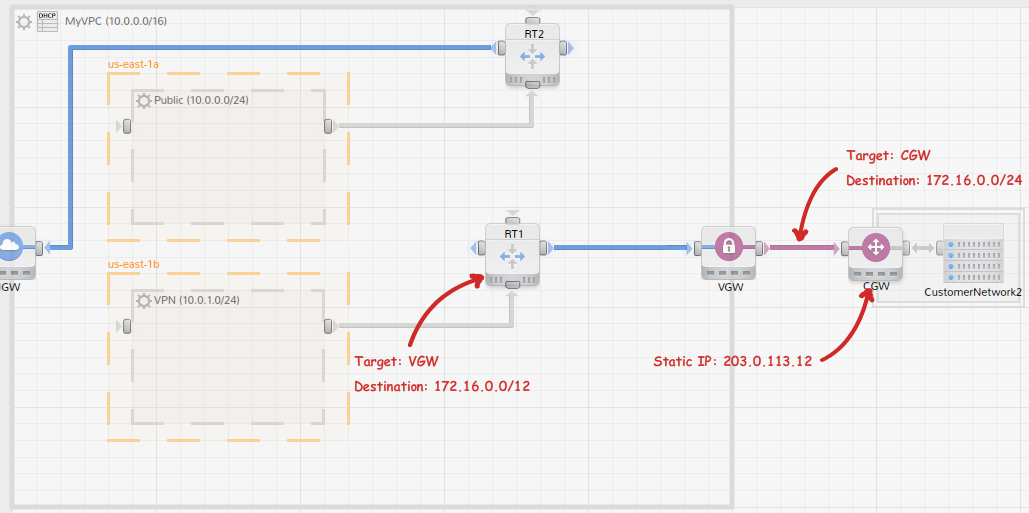 DHCP
MyVPC (10.0.0.0/16)
RT2
us-east-1a
Public (10.0.0.0/24)
Target: CGW
Destination: 172.16.0.0/24
RT1
us-east-1b
IGW
VGW
CGW
CustomerNetwork2
VPN (10.0.1.0/24)
Target: VGW
Destination: 172.16.0.0/12
Static IP: 203.0.113.12